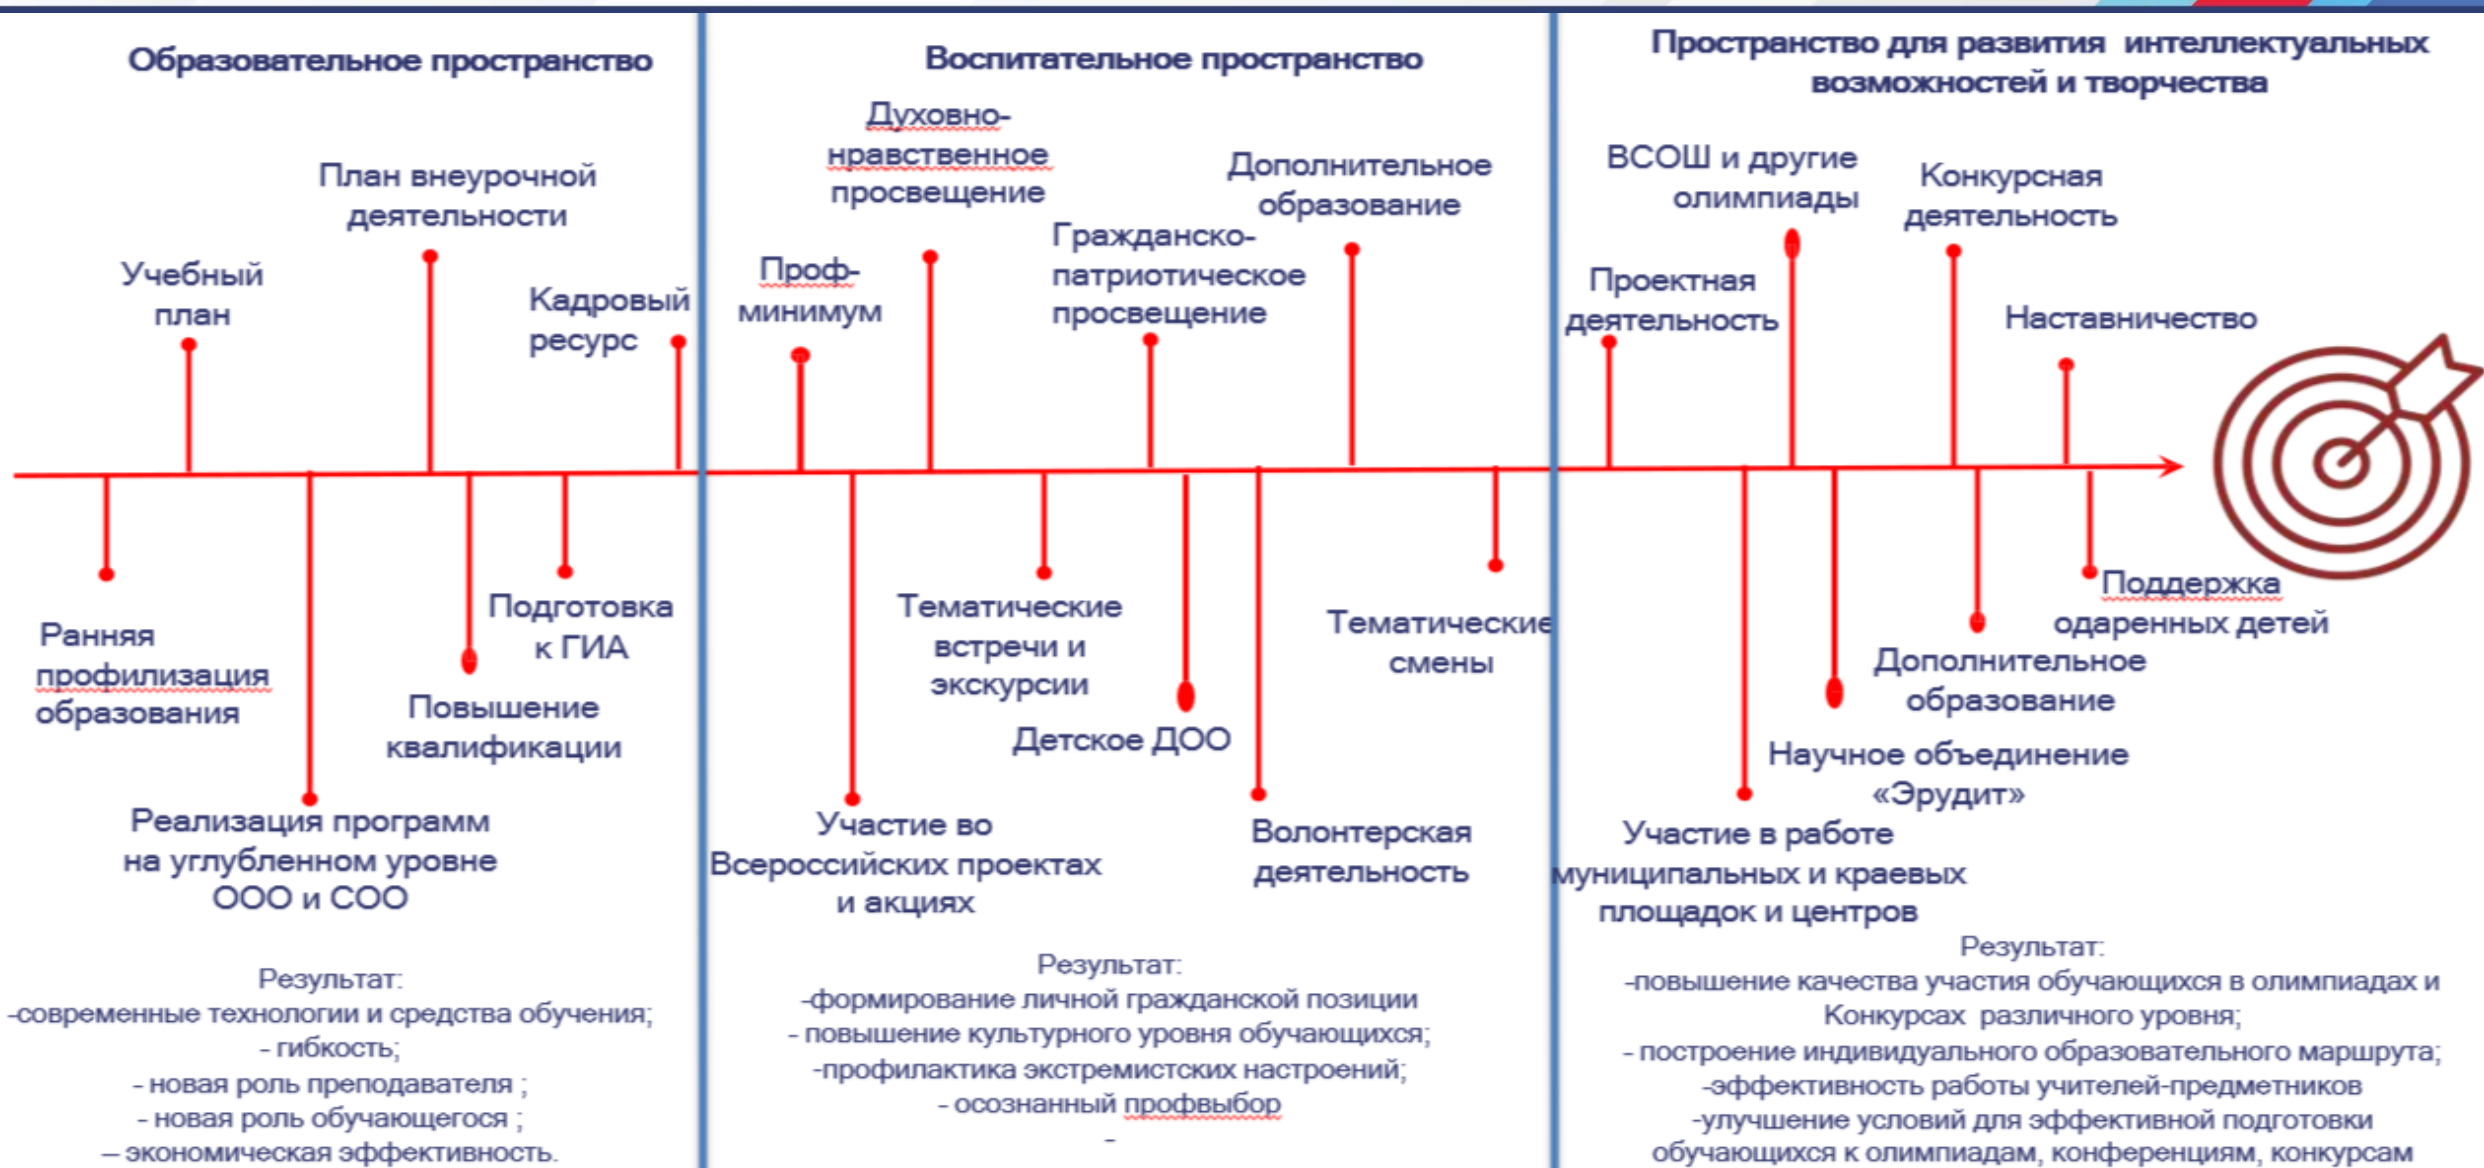 Образовательное пространство
План внеурочной
деятельности
Учебный
план
Кадровый
ресурс
Ранняя
профилизация
образования
Подготовка
к ГИА
Повышение
квалификации
Реализация программ
на углубленном уровне
ООО и СОО
Результат:
-современные технологии и средства обучения;
- гибкость;
- новая роль преподавателя ;
- новая роль обучающегося ;
– экономическая эффективность.
Воспитательное пространство
Духовно-
нравственное
просвещение
Дополнительное
образование
Гражданско-
патриотическое
просвещение
Проф-
минимум
Тематические
встречи и
экскурсии
Тематические
смены
Детское ДОО
Участие во
Всероссийских проектах
и акциях
Волонтерская
деятельность
Результат:
-формирование личной гражданской позиции
- повышение культурного уровня обучающихся;
-профилактика экстремистских настроений;
- осознанный профвыбор
-
Пространство для развития интеллектуальных
возможностей и творчества
ВСОШ и другие
олимпиады
Конкурсная
деятельность
Проектная
деятельность
Наставничество
Поддержка
одаренных детей
Дополнительное
образование
Научное объединение
«Эрудит»
Участие в работе
муниципальных и краевых
площадок и центров
Результат:
-повышение качества участия обучающихся в олимпиадах и
Конкурсах различного уровня;
- построение индивидуального образовательного маршрута;
-эффективность работы учителей-предметников
-улучшение условий для эффективной подготовки
обучающихся к олимпиадам, конференциям, конкурсам